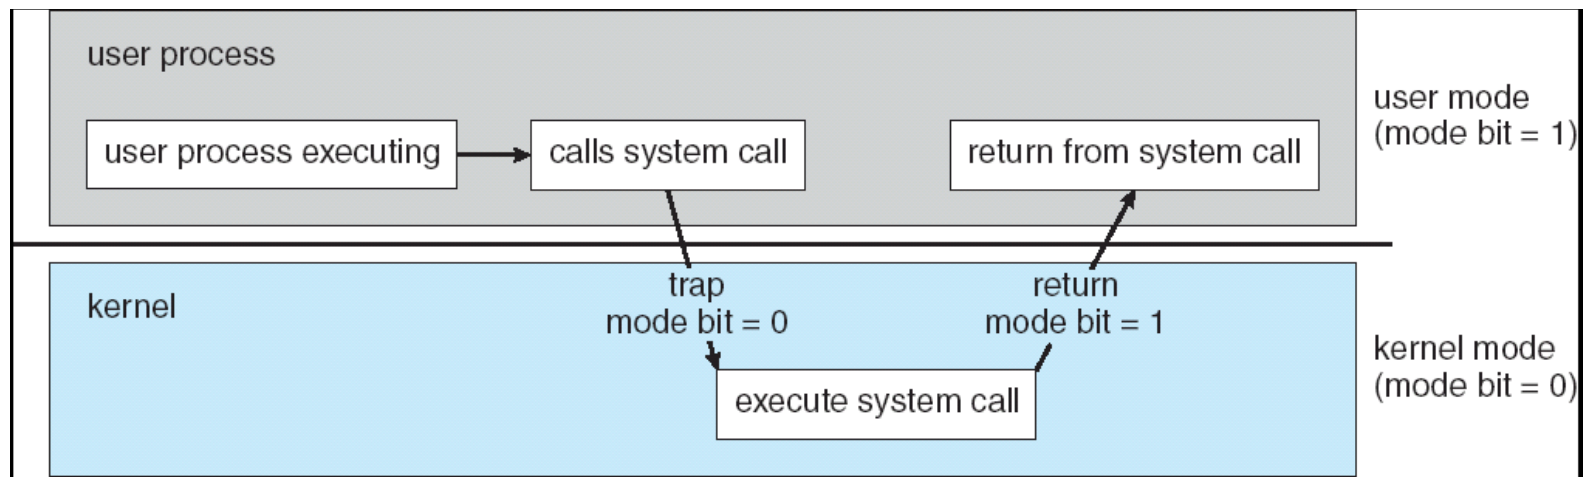 user process
user process executing
calls system call
return from system call
user mode
(mode bit = 1)
kernel
trap
mode bit = 0
return
mode bit = 1
execute system call
kernel mode
(mode bit = 0)